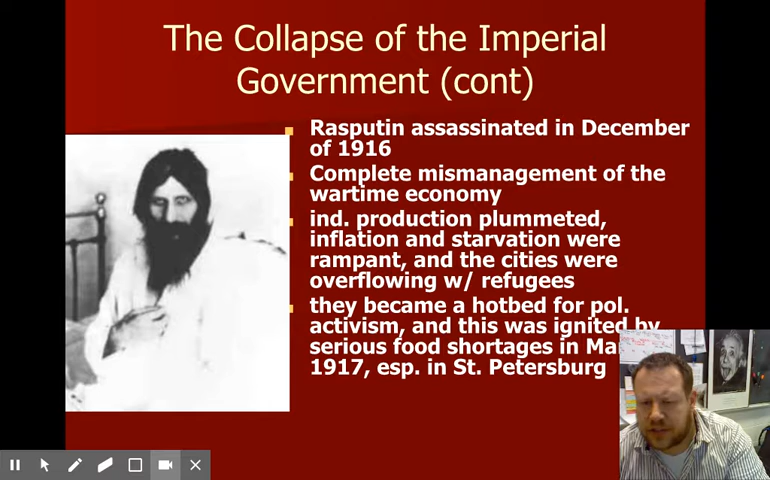 The Collapse of the Imperial
Government (cont)
Rasputin assassinated in December
of 1916
Complete mismanagement of the
wartime economy
ind. production plummeted,
inflation and starvation were
rampant, and the cities were
overflowing w/ refugees
they became a hotbed for pol.
activism, and this was ignited by
serious food shortages in
1917, esp. in St. Petersburg